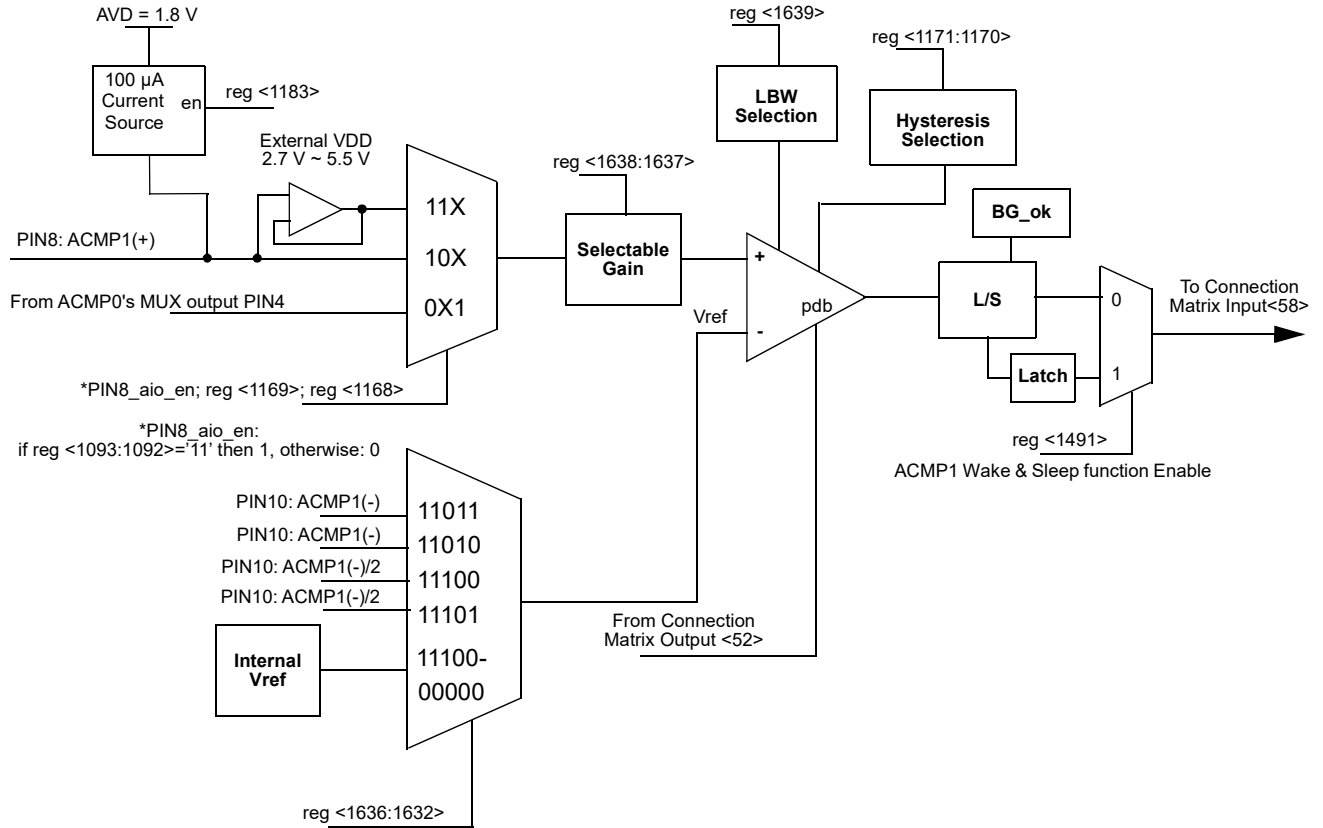 AVD = 1.8 V
100 µA
Current
Source
en
reg <1183>
External VDD
2.7 V ~ 5.5 V
PIN8: ACMP1(+)
From ACMP0's MUX output PIN4
11X
10X
0X1
*PIN8_aio_en; reg <1169>; reg <1168>
*PIN8_aio_en:
if reg <1093:1092>='11' then 1, otherwise: 0
reg <1638:1637>
Selectable
Gain
reg <1639>
LBW
Selection
reg <1171:1170>
Hysteresis
Selection
Vref
+
-
pdb
BG_ok
L/S
Latch
0
1
To Connection
Matrix Input<58>
reg <1491>
ACMP1 Wake & Sleep function Enable
PIN10: ACMP1(-)
PIN10: ACMP1(-)
PIN10: ACMP1(-)/2
PIN10: ACMP1(-)/2
11011
11010
11100
11101
11100-
00000
Internal
Vref
From Connection
Matrix Output <52>
reg <1636:1632>